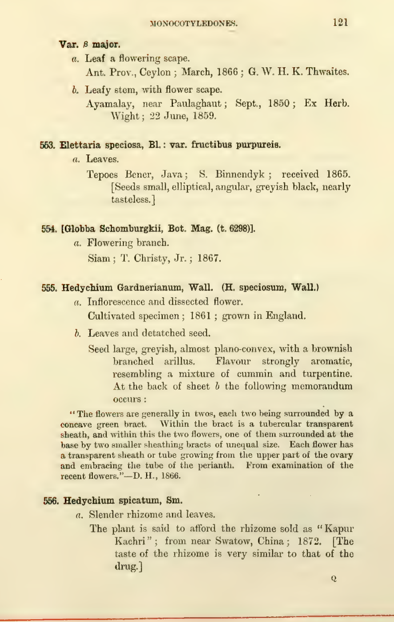 MONOCOTYLEDONES. 121
Var. β major.
a. Leaf a flowering scape.
Ant. Prov., Ceylon ; March, 1866 ; G. W. H. K. Thwaites.
b. Leafy stem, with flower scape.
Ayamalay, near Paulaghaut ; Sept., 1850 ; Ex Herb.
Wight ; 22 June, 1859.
553. Elettaria speciosa, Bl. : var. fructibus purpureis.
a. Leaves.
Tepoes Bener, Java ; S. Binnendyk ; received 1865.
[Seeds small, elliptical, angular, greyish black, nearly
tasteless.]
554. [Globba Schomburgkii, Bot. Mag. (t. 6298)].
a. Flowering branch.
Siam ; T. Christy, Jr. ; 1867.
555. Hedychium Gardnerianum, Wall. (H. speciosum, Wall.)
a. Inflorescence and dissected flower.
Cultivated specimen ; 1861 ; grown in England.
b. Leaves and detatched seed.
Seed large, greyish, almost plano-convex, with a brownish
branched arillus. Flavour strongly aromatic,
resembling a mixture of cummin and turpentine.
At the back of sheet b the following memorandum
occurs :
"The flowers are generally in twos, each two being surrounded by a
concave green bract. Within the bract is a tubercular transparent
sheath, and within this the two flowers, one of them surrounded at the
base by two smaller sheathing bracts of unequal size. Each flower has
a transparent sheath or tube growing from the upper part of the ovary
and embracing the tube of the perianth. From examination of the
recent flowers."—D. H., 1866.
556. Hedychium spicatum, Sm.
a. Slender rhizome and leaves.
The plant is said to afford the rhizome sold as "Kapur
Kachri" ; from near Swatow, China ; 1872. [The
taste of the rhizome is very similar to that of the
drug.]
Q